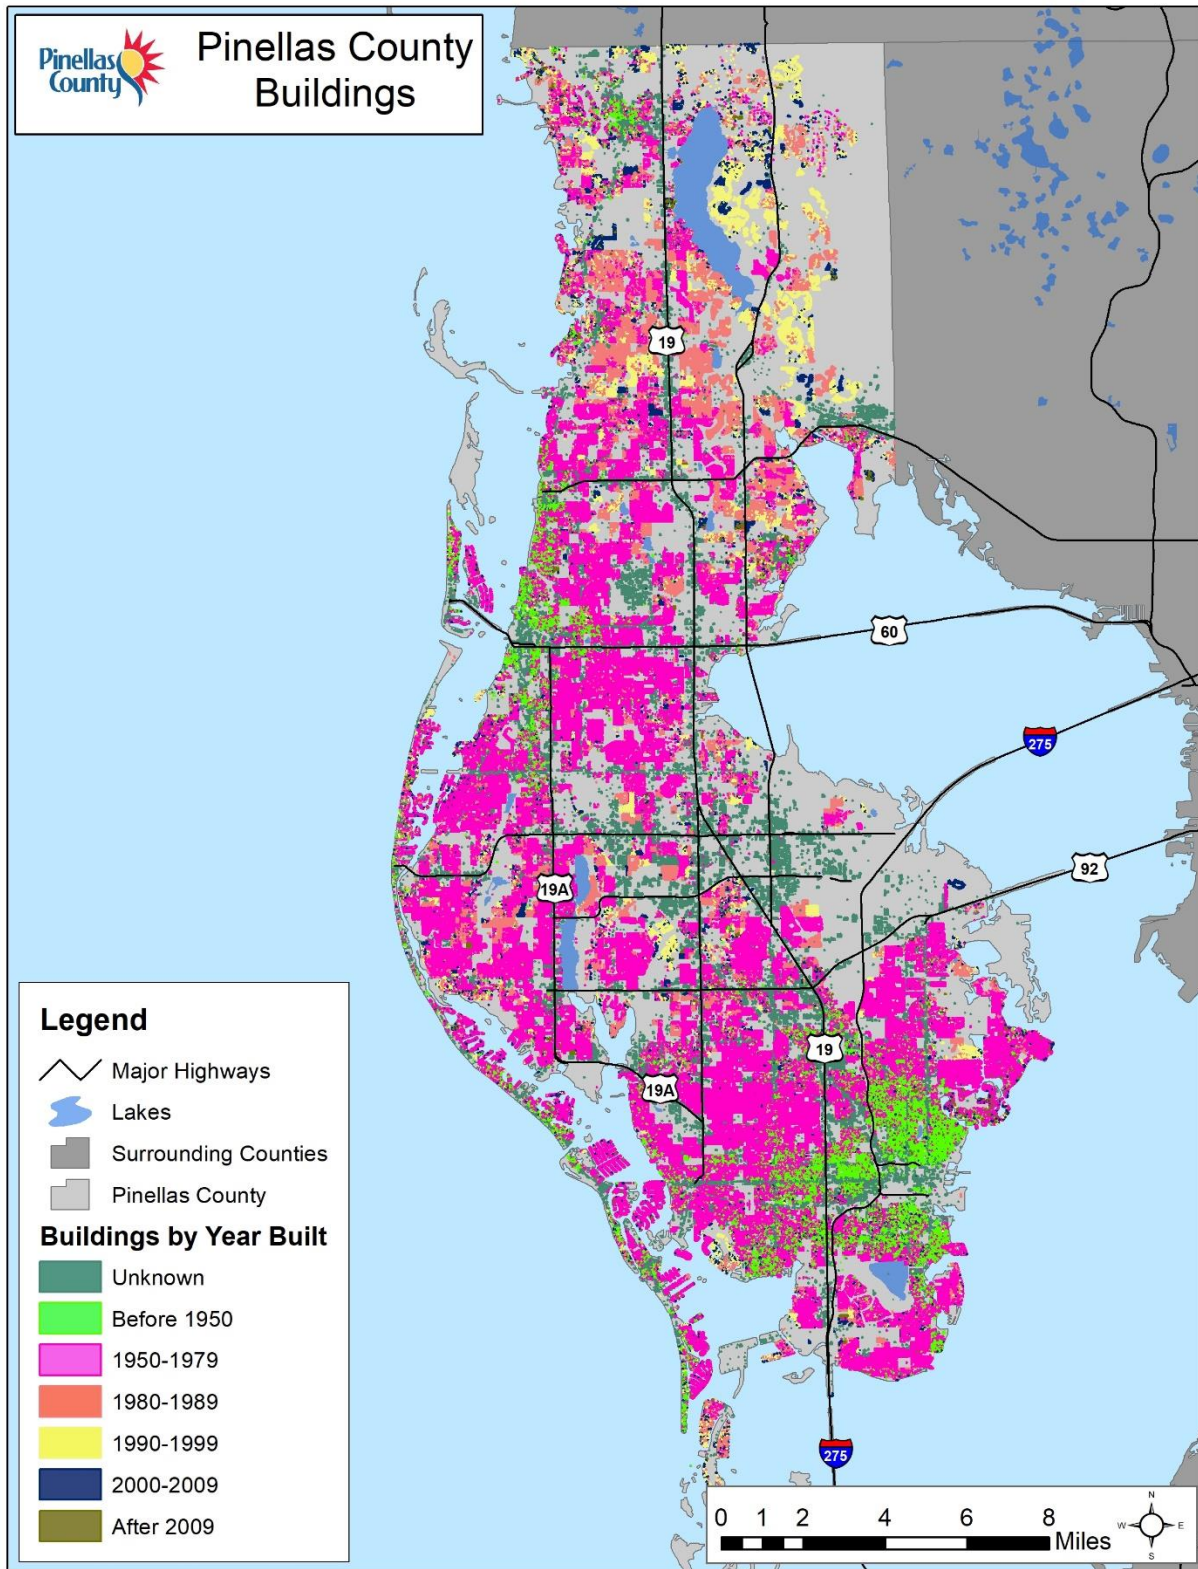 Pinellas
County
Pinellas County
Buildings
19
60
275
92
19A
19
19A
275
Legend
Major Highways
Lakes
Surrounding Counties
Pinellas County
Buildings by Year Built
Unknown
Before 1950
1950-1979
1980-1989
1990-1999
2000-2009
After 2009
0 1 2 4 6 8
Miles
N
W E
S